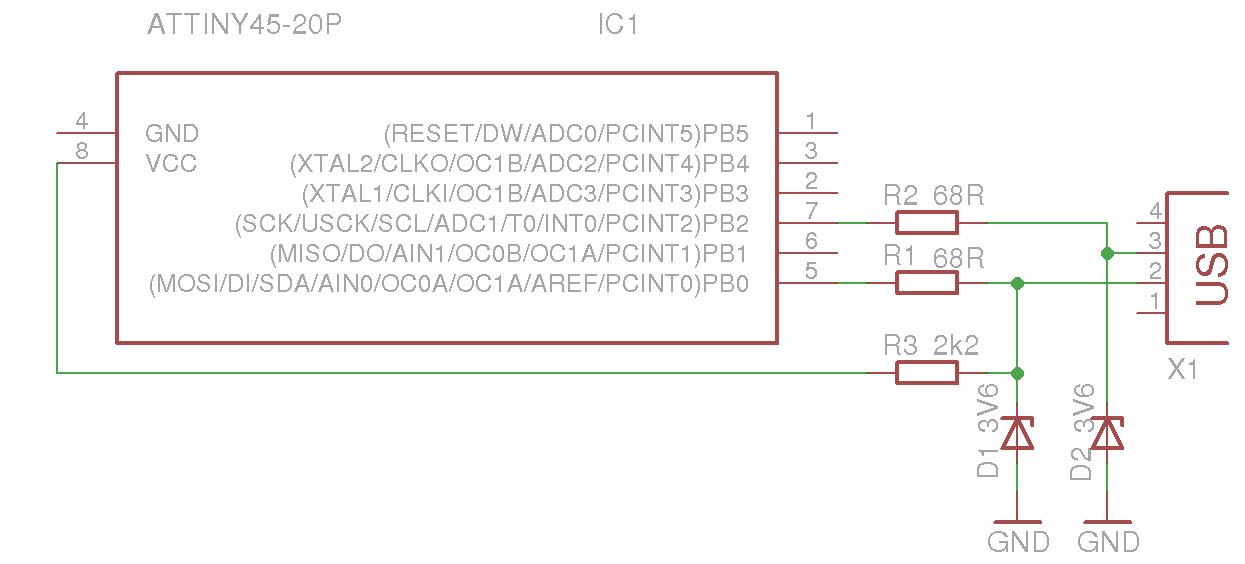 ATTINY45-20P IC1
4 GND (RESET/DW/ADC0/PCINT5)PB5 1
8 VCC (XTAL2/CLKO/OC1B/ADC2/PCINT4)PB4 3
(XTAL1/CLKI/OC1B/ADC3/PCINT3)PB3 2
(SCK/USCK/SCL/ADC1/T0/INT0/PCINT2)PB2 7
(MISO/DO/AIN1/OC0B/OC1A/PCINT1)PB1 6
(MOSI/DI/SDA/AIN0/OC0A/OC1A/AREF/PCINT0)PB0 5
R2 68R
R1 68R
R3 2k2
4
3
2
1
USB
X1
D1 3V6
D2 3V6
GND GND